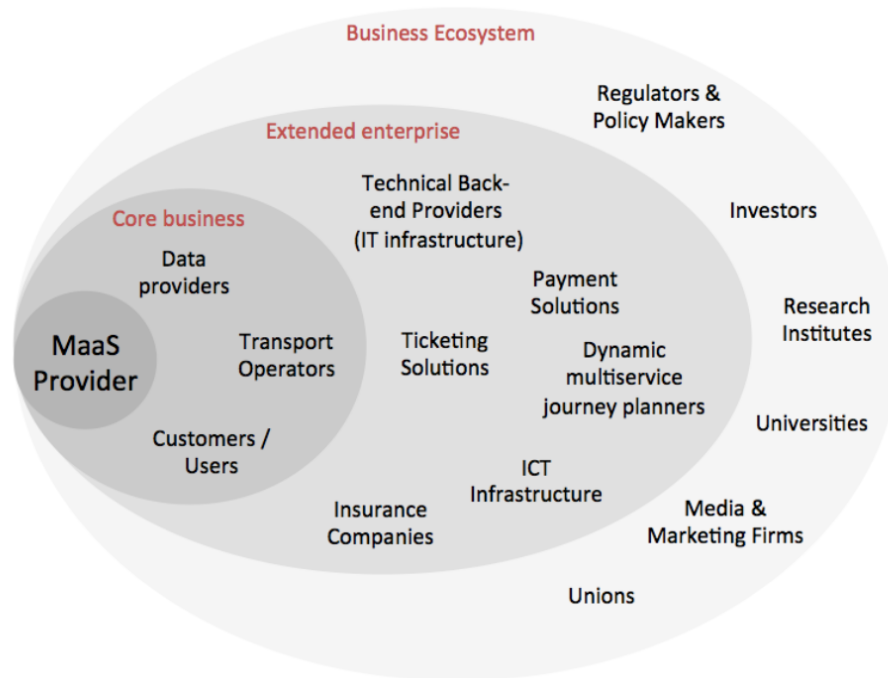 Business Ecosystem
Regulators &
Policy Makers
Extended enterprise
Technical Back-
end Providers
(IT infrastructure)
Investors
Core business
Data
providers
Payment
Solutions
Research
Institutes
MaaS
Provider
Transport
Operators
Ticketing
Solutions
Dynamic
multiservice
journey planners
Universities
Customers /
Users
ICT
Infrastructure
Insurance
Companies
Media &
Marketing Firms
Unions